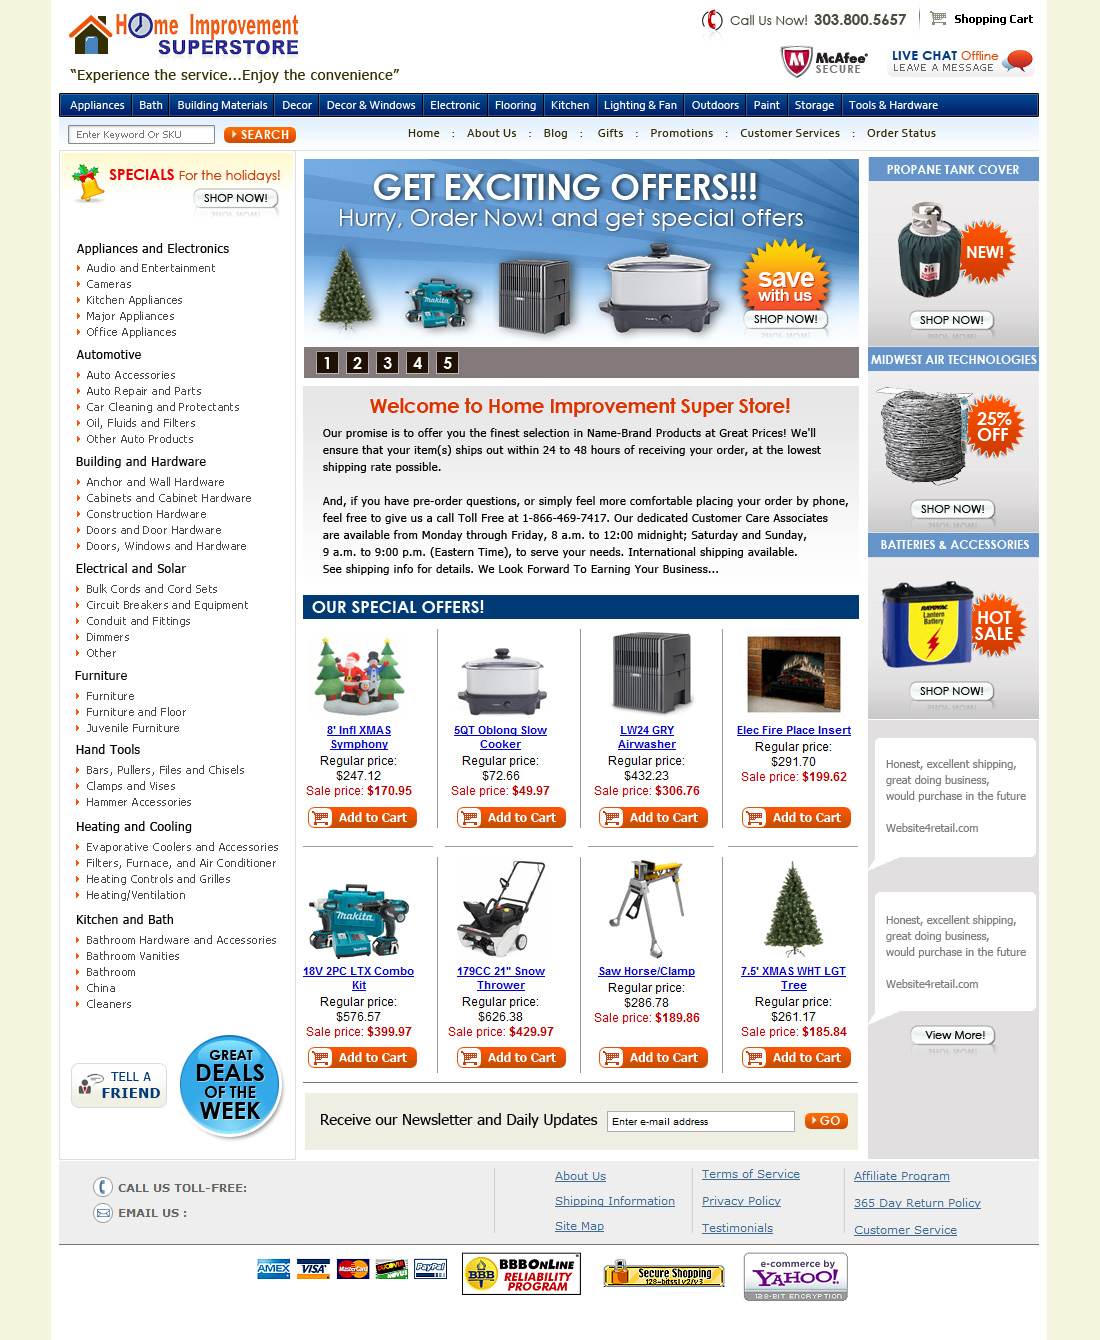 Home Improvement
SUPERSTORE
“Experience the service...Enjoy the convenience”
Call Us Now! 303.800.5657
Shopping Cart
McAfee
SECURE
LIVE CHAT Offline
LEAVE A MESSAGE
Appliances Bath Building Materials Decor Decor & Windows Electronic Flooring Kitchen Lighting & Fan Outdoors Paint Storage Tools & Hardware
Enter Keyword Or SKU SEARCH
Home : About Us : Blog : Gifts : Promotions : Customer Services : Order Status
SPECIALS For the holidays!
SHOP NOW!
Appliances and Electronics
Audio and Entertainment
Cameras
Kitchen Appliances
Major Appliances
Office Appliances
Automotive
Auto Accessories
Auto Repair and Parts
Car Cleaning and Protectants
Oil, Fluids and Filters
Other Auto Products
Building and Hardware
Anchor and Wall Hardware
Cabinets and Cabinet Hardware
Construction Hardware
Doors and Door Hardware
Doors, Windows and Hardware
Electrical and Solar
Bulk Cords and Cord Sets
Circuit Breakers and Equipment
Conduit and Fittings
Dimmers
Other
Furniture
Furniture
Furniture and Floor
Juvenile Furniture
Hand Tools
Bars, Pullers, Files and Chisels
Clamps and Vises
Hammer Accessories
Heating and Cooling
Evaporative Coolers and Accessories
Filters, Furnace, and Air Conditioner
Heating Controls and Grilles
Heating/Ventilation
Kitchen and Bath
Bathroom Hardware and Accessories
Bathroom Vanities
Bathroom
China
Cleaners
TELL A
FRIEND
GREAT
DEALS
OF THE
WEEK
GET EXCITING OFFERS!!!
Hurry, Order Now! and get special offers
makita
save
with us
SHOP NOW!
1 2 3 4 5
Welcome to Home Improvement Super Store!
Our promise is to offer you the finest selection in Name-Brand Products at Great Prices! We'll
ensure that your item(s) ships out within 24 to 48 hours of receiving your order, at the lowest
shipping rate possible.
And, if you have pre-order questions, or simply feel more comfortable placing your order by phone,
feel free to give us a call Toll Free at 1-866-469-7417. Our dedicated Customer Care Associates
are available from Monday through Friday, 8 a.m. to 12:00 midnight; Saturday and Sunday,
9 a.m. to 9:00 p.m. (Eastern Time), to serve your needs. International shipping available.
See shipping info for details. We Look Forward To Earning Your Business...
OUR SPECIAL OFFERS!
8' Infl XMAS
Symphony
Regular price:
$247.12
Sale price: $170.95
Add to Cart
5QT Oblong Slow
Cooker
Regular price:
$72.66
Sale price: $49.97
Add to Cart
LW24 GRY
Airwasher
Regular price:
$432.23
Sale price: $306.76
Add to Cart
Elec Fire Place Insert
Regular price:
$291.70
Sale price: $199.62
Add to Cart
makita
18V 2PC LTX Combo
Kit
Regular price:
$576.57
Sale price: $399.97
Add to Cart
179CC 21" Snow
Thrower
Regular price:
$626.38
Sale price: $429.97
Add to Cart
Saw Horse/Clamp
Regular price:
$286.78
Sale price: $189.86
Add to Cart
7.5' XMAS WHT LGT
Tree
Regular price:
$261.17
Sale price: $185.84
Add to Cart
Receive our Newsletter and Daily Updates Enter e-mail address GO
PROPANE TANK COVER
NEW!
SHOP NOW!
MIDWEST AIR TECHNOLOGIES
25%
OFF
SHOP NOW!
BATTERIES & ACCESSORIES
RAYOVAC
Lantern
Battery
HOT
SALE
SHOP NOW!
Honest, excellent shipping,
great doing business,
would purchase in the future
Website4retail.com
Honest, excellent shipping,
great doing business,
would purchase in the future
Website4retail.com
View More!
CALL US TOLL-FREE:
EMAIL US :
About Us
Shipping Information
Site Map
Terms of Service
Privacy Policy
Testimonials
Affiliate Program
365 Day Return Policy
Customer Service
AMEX VISA MasterCard DISCOVER NOVUS PayPal
BBB
BBBOnLine
RELIABILITY
PROGRAM
Secure Shopping
128-bitssl v2/v3
e-commerce by
YAHOO!
128-BIT ENCRYPTION